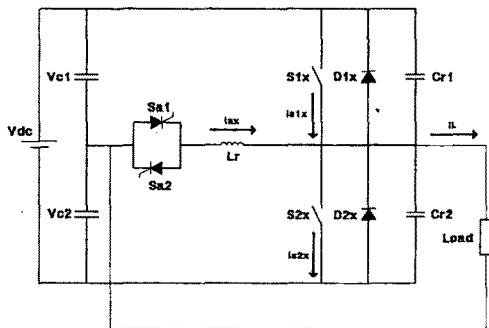 Vc1
S1x
D1x
Cr1
Sa1
Iax
Is1x
IL
Vdc
Lr
Sa2
Vc2
S2x
D2x
Cr2
Load
Is2x